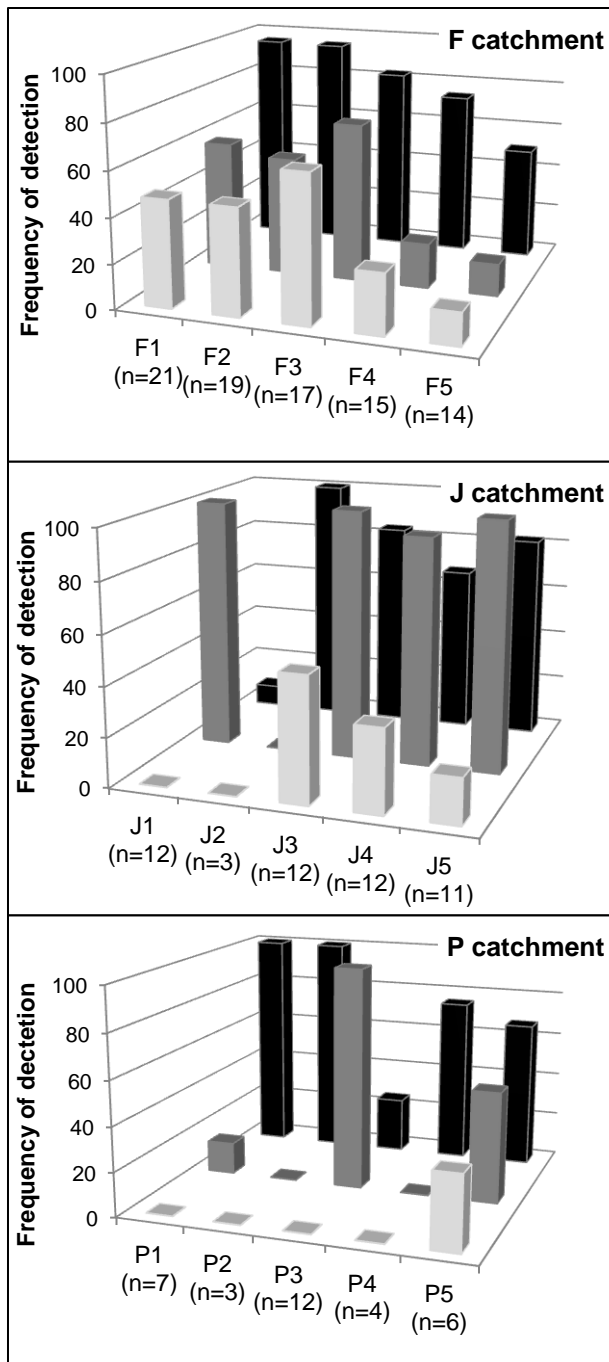 F catchment
Frequency of detection
100
80
60
40
20
0
F1 F2 F3 F4 F5
(n=21) (n=19) (n=17) (n=15) (n=14)
J catchment
Frequency of detection
100
80
60
40
20
0
J1 J2 J3 J4 J5
(n=12) (n=3) (n=12) (n=12) (n=11)
P catchment
Frequency of dectetion
100
80
60
40
20
0
P1 P2 P3 P4 P5
(n=7) (n=3) (n=12) (n=4) (n=6)